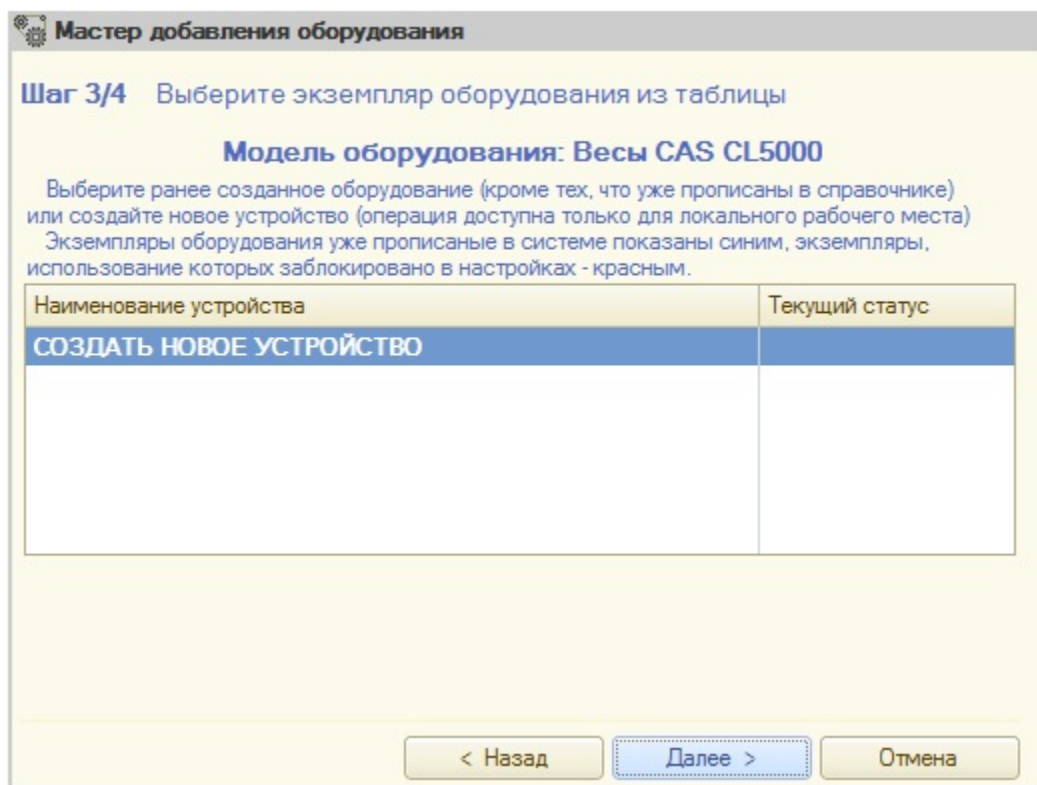 Мастер добавления оборудования
Шаг 3/4 Выберите экземпляр оборудования из таблицы
Модель оборудования: Весы CAS CL5000
Выберите ранее созданное оборудование (кроме тех, что уже прописаны в справочнике)
или создайте новое устройство (операция доступна только для локального рабочего места)
Экземпляры оборудования уже прописаные в системе показаны синим, экземпляры,
использование которых заблокировано в настройках - красным.
Наименование устройства Текущий статус
СОЗДАТЬ НОВОЕ УСТРОЙСТВО
< Назад Далее > Отмена